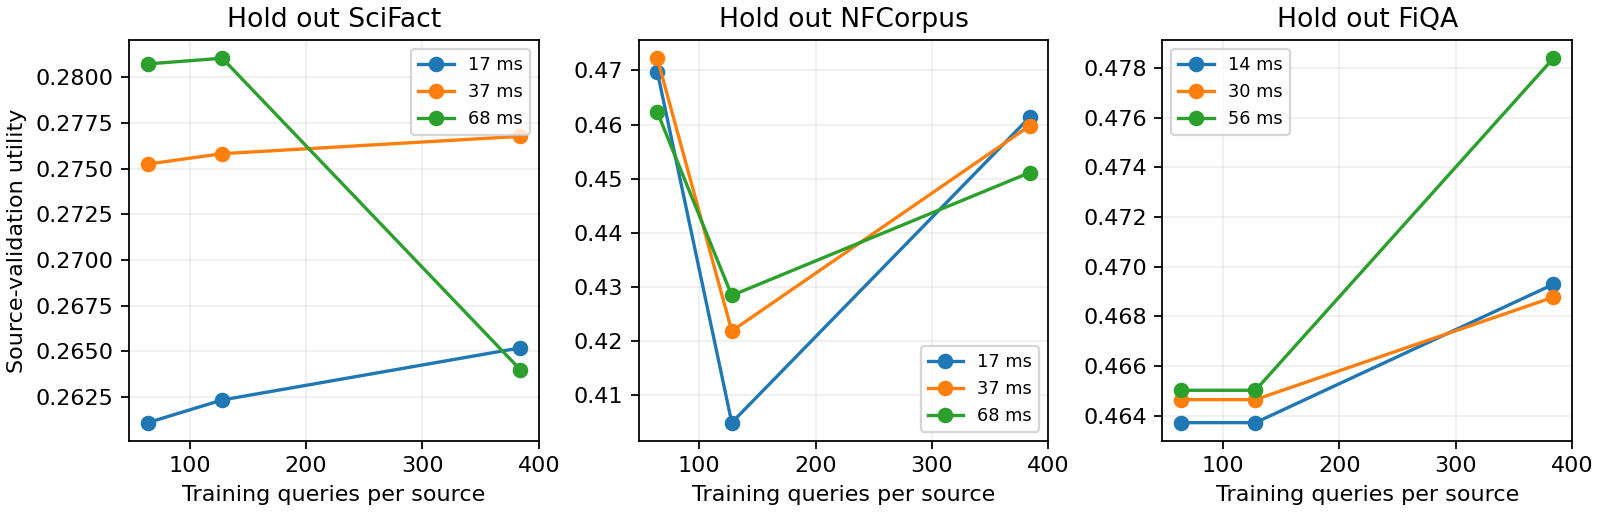 Hold out SciFact
Source-validation utility
0.2800
0.2775
0.2750
0.2725
0.2700
0.2675
0.2650
0.2625
17 ms
37 ms
68 ms
100
200
300
400
Training queries per source
Hold out NFCorpus
0.47
0.46
0.45
0.44
0.43
0.42
0.41
17 ms
37 ms
68 ms
100
200
300
400
Training queries per source
Hold out FiQA
0.478
0.476
0.474
0.472
0.470
0.468
0.466
0.464
14 ms
30 ms
56 ms
100
200
300
400
Training queries per source